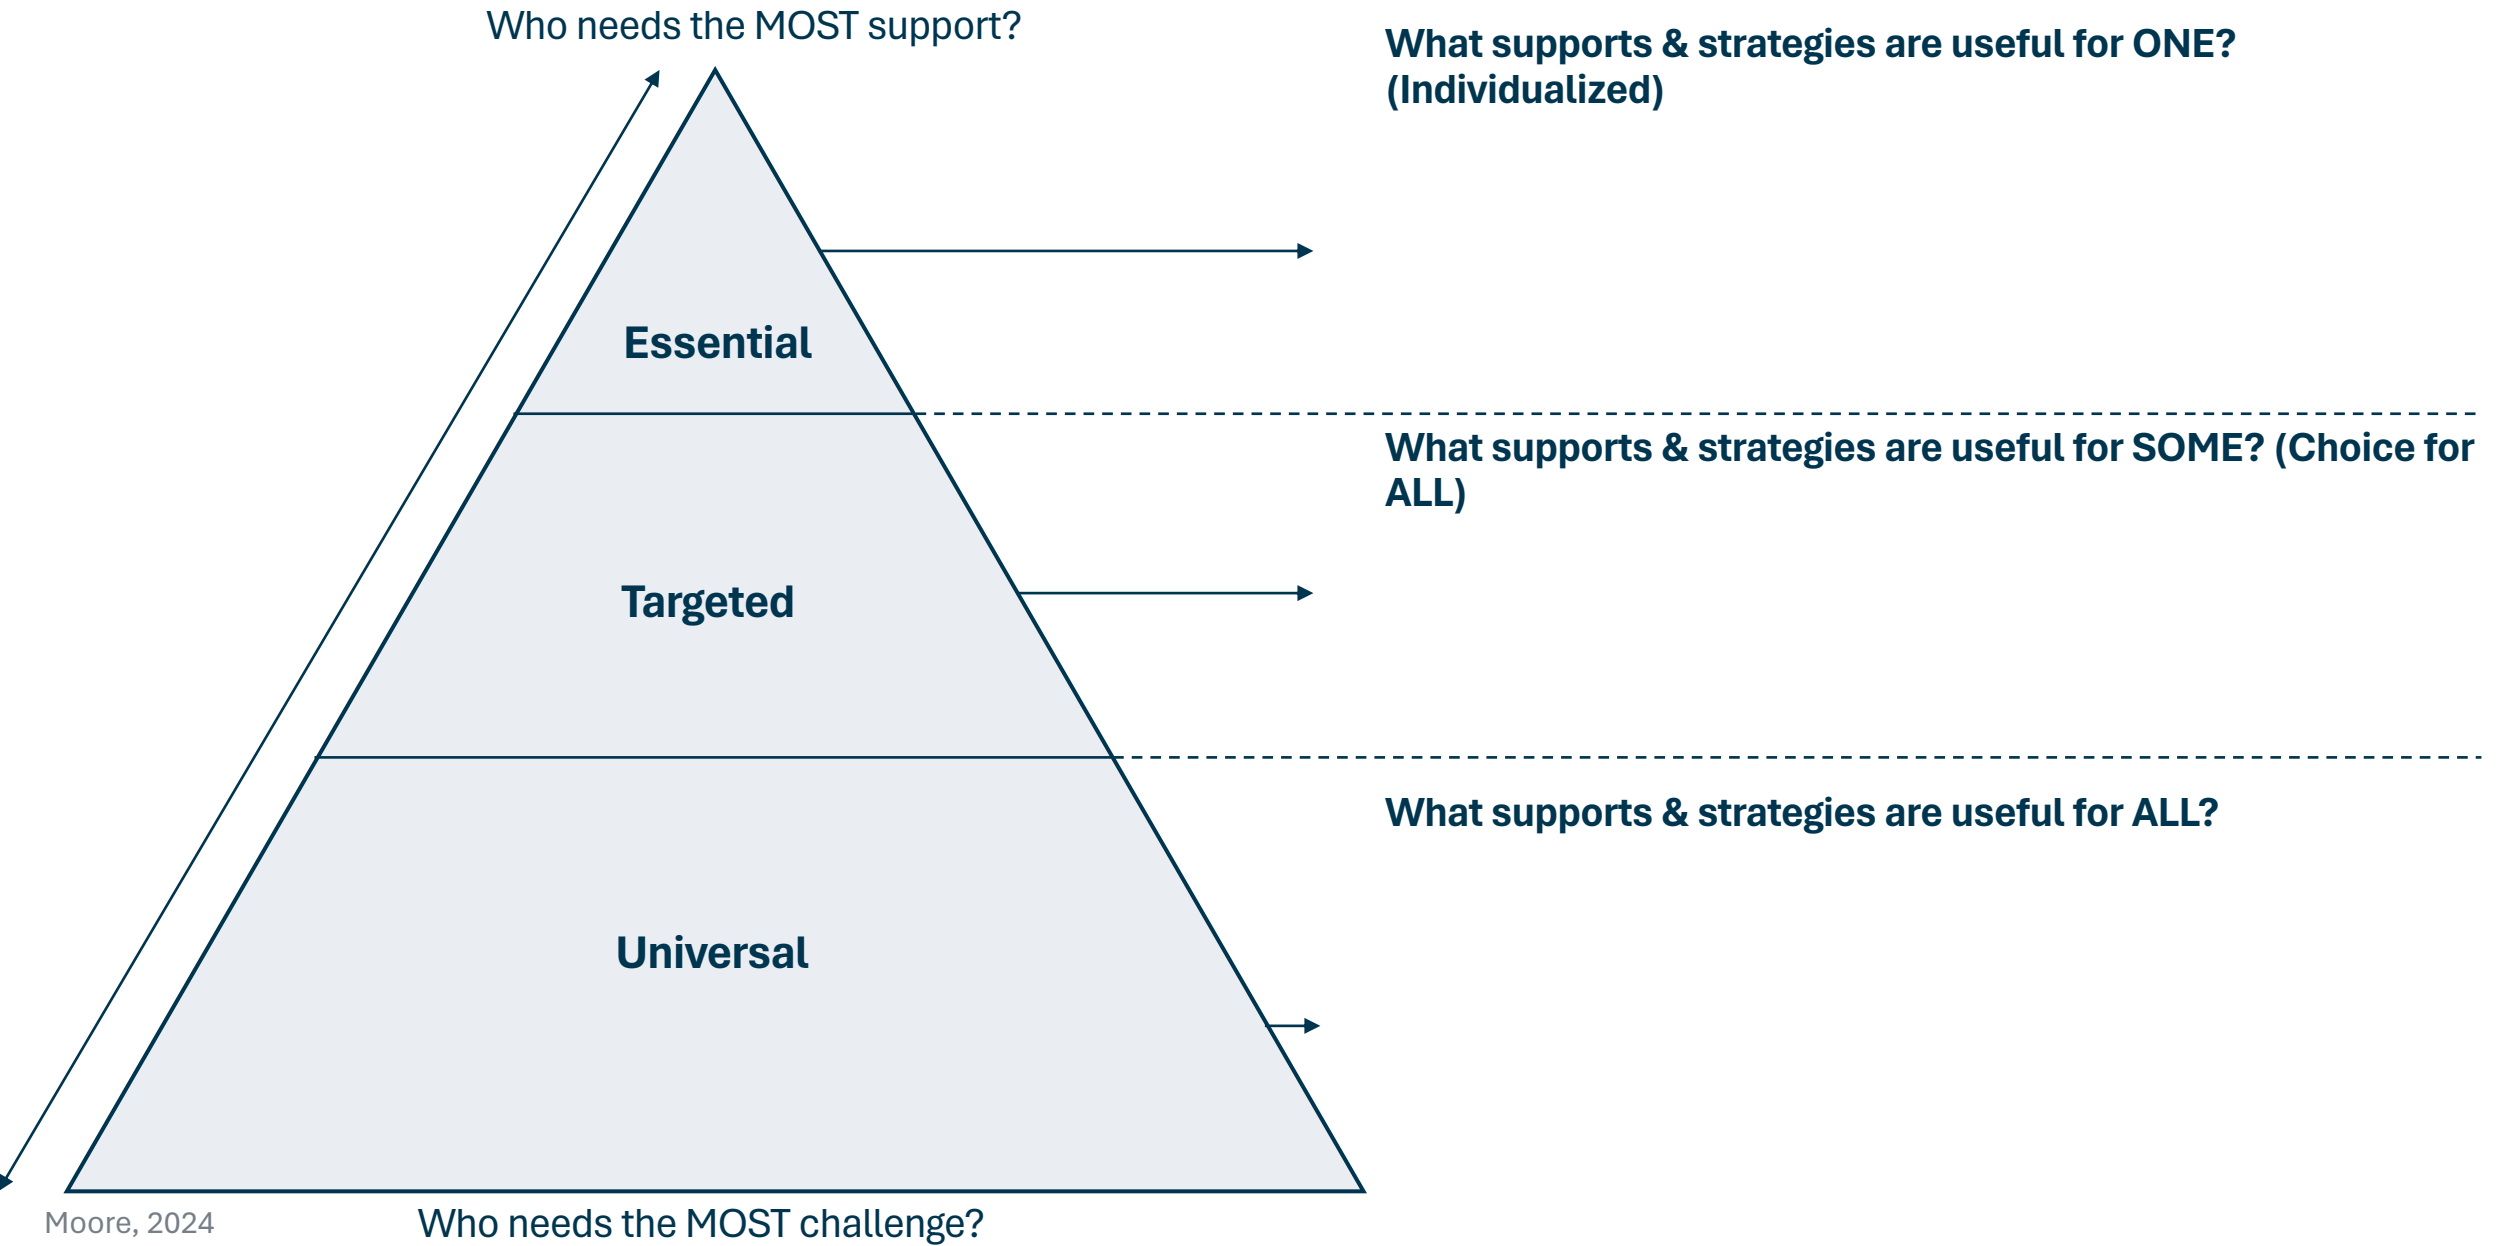 Who needs the MOST support?
What supports & strategies are useful for ONE?
(Individualized)
Essential
What supports & strategies are useful for SOME? (Choice for
ALL)
Targeted
What supports & strategies are useful for ALL?
Universal
Moore, 2024
Who needs the MOST challenge?